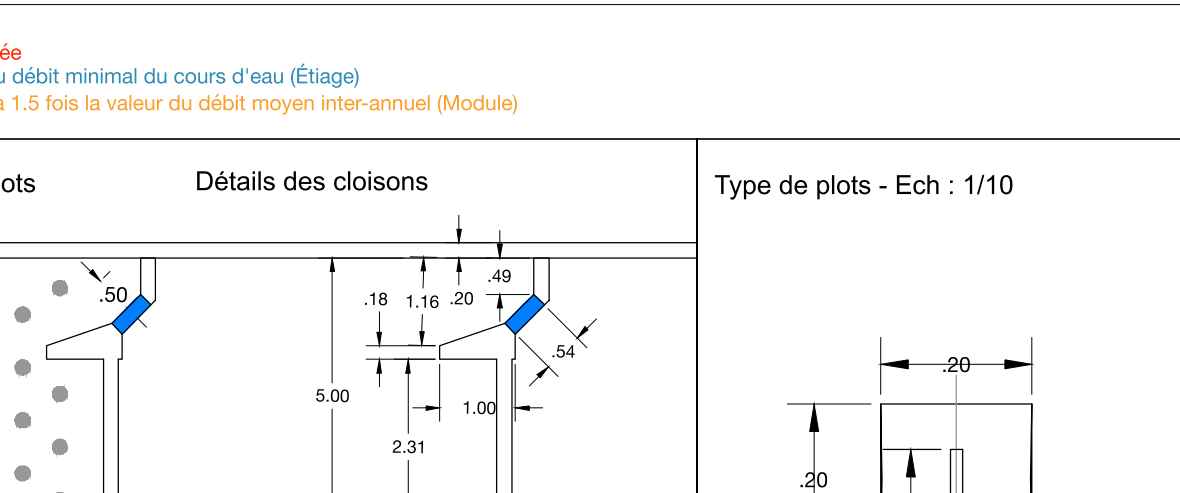 ée
u débit minimal du cours d'eau (Étiage)
a 1.5 fois la valeur du débit moyen inter-annuel (Module)
ots
Détails des cloisons
Type de plots - Ech : 1/10
.50
.49
.18
1.16
.20
.54
.20
5.00
1.00
2.31
.20